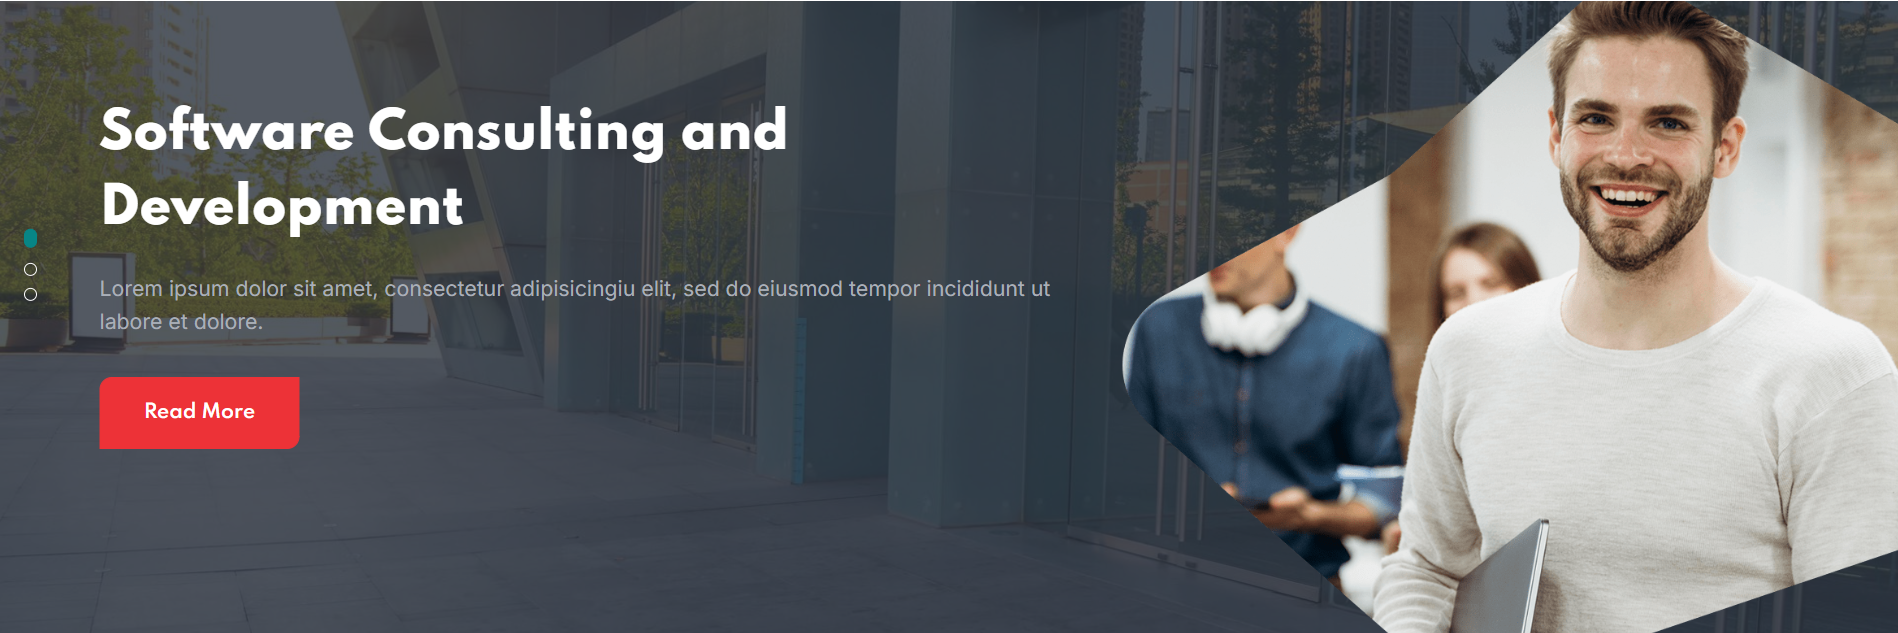 Software Consulting and
Development
Lorem ipsum dolor sit amet, consectetur adipisicingiu elit, sed do eiusmod tempor incididunt ut
labore et dolore.
Read More